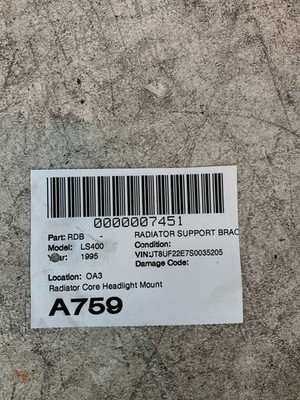 0000007451
Part: RDB - RADIATOR SUPPORT BRAC
Model: LS400 Condition:
Year: 1995 VIN:JT8UF22E7S0035205
Damage Code:
Location: OA3
Radiator Core Headlight Mount
A759